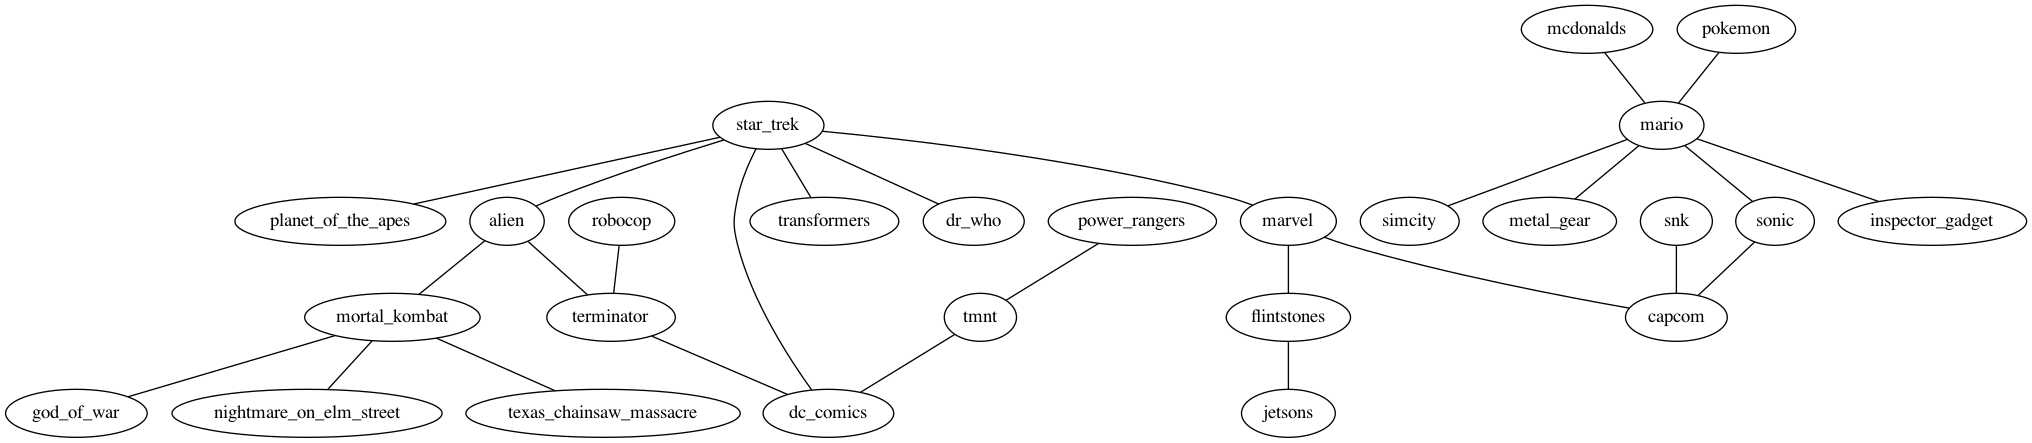 mcdonalds
pokemon
star_trek
mario
planet_of_the_apes
alien
robocop
transformers
dr_who
power_rangers
marvel
simcity
metal_gear
snk
sonic
inspector_gadget
mortal_kombat
terminator
tmnt
flintstones
capcom
god_of_war
nightmare_on_elm_street
texas_chainsaw_massacre
dc_comics
jetsons